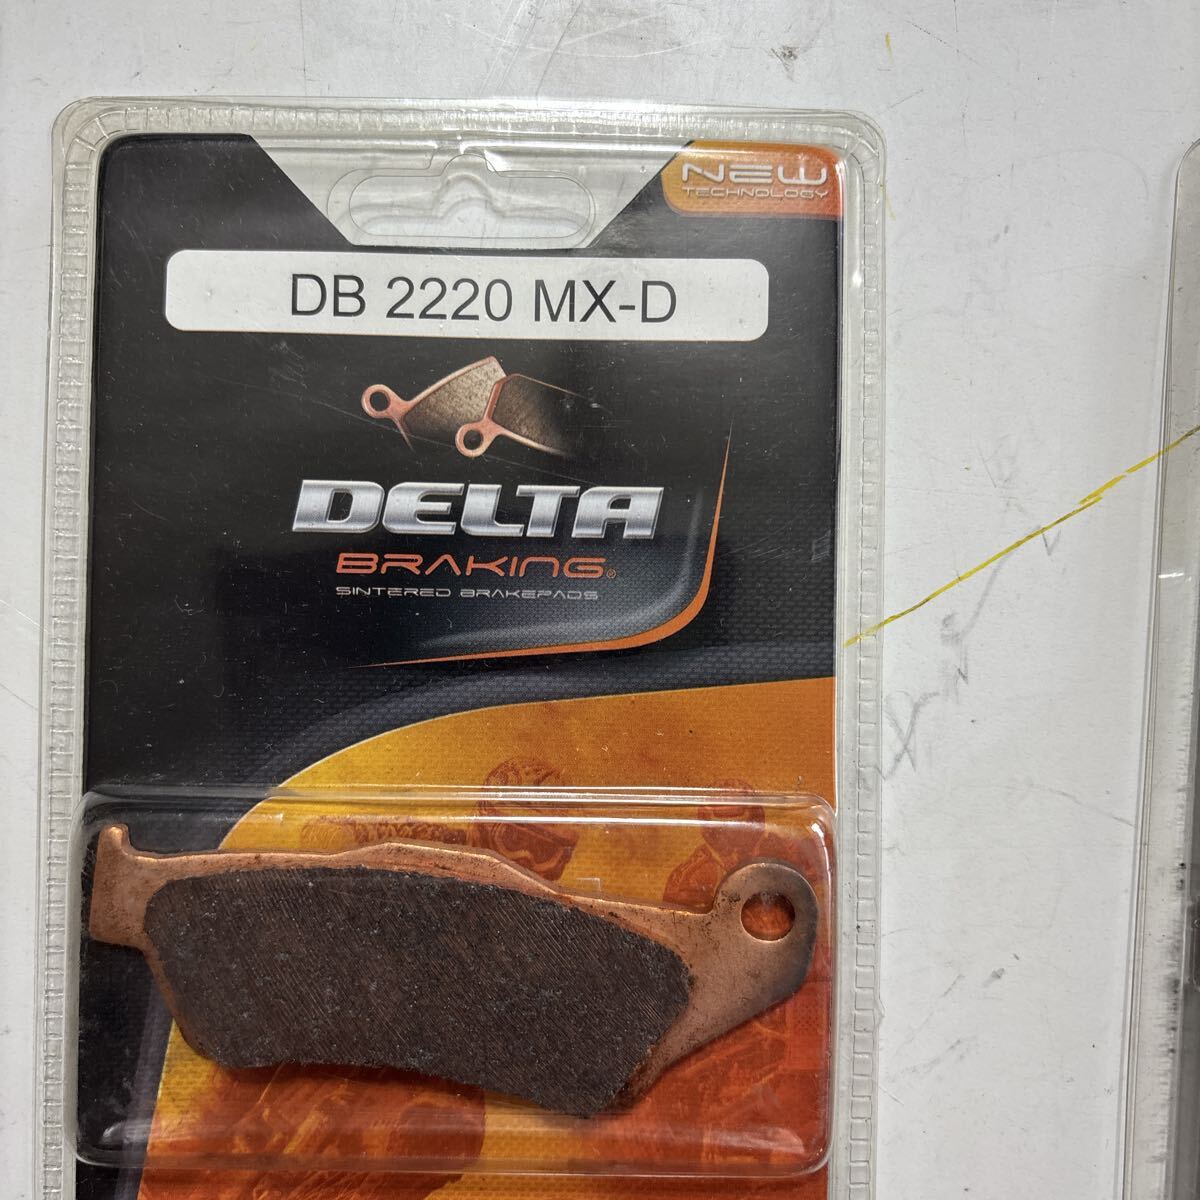 NEW
TECHNOLOGY
DB 2220 MX-D
DELTA
BRAKING®
SINTERED BRAKEPADS